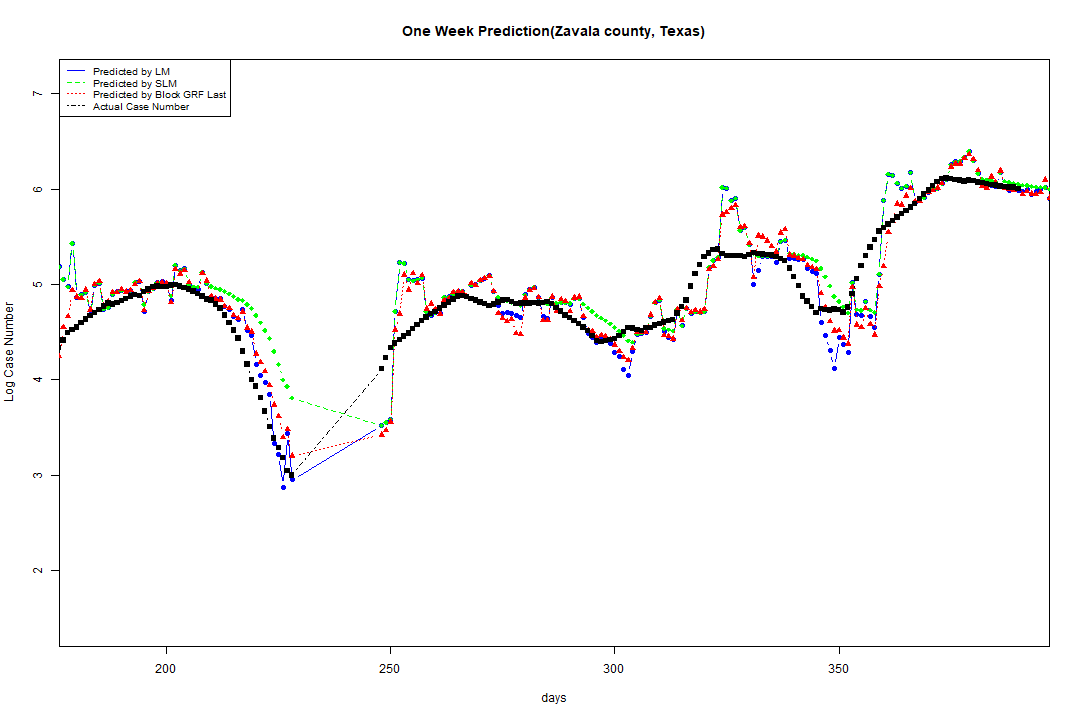 One Week Prediction(Zavala county, Texas)
Predicted by LM
Predicted by SLM
Predicted by Block GRF Last
Actual Case Number
7
6
5
4
3
2
Log Case Number
200 250 300 350
days